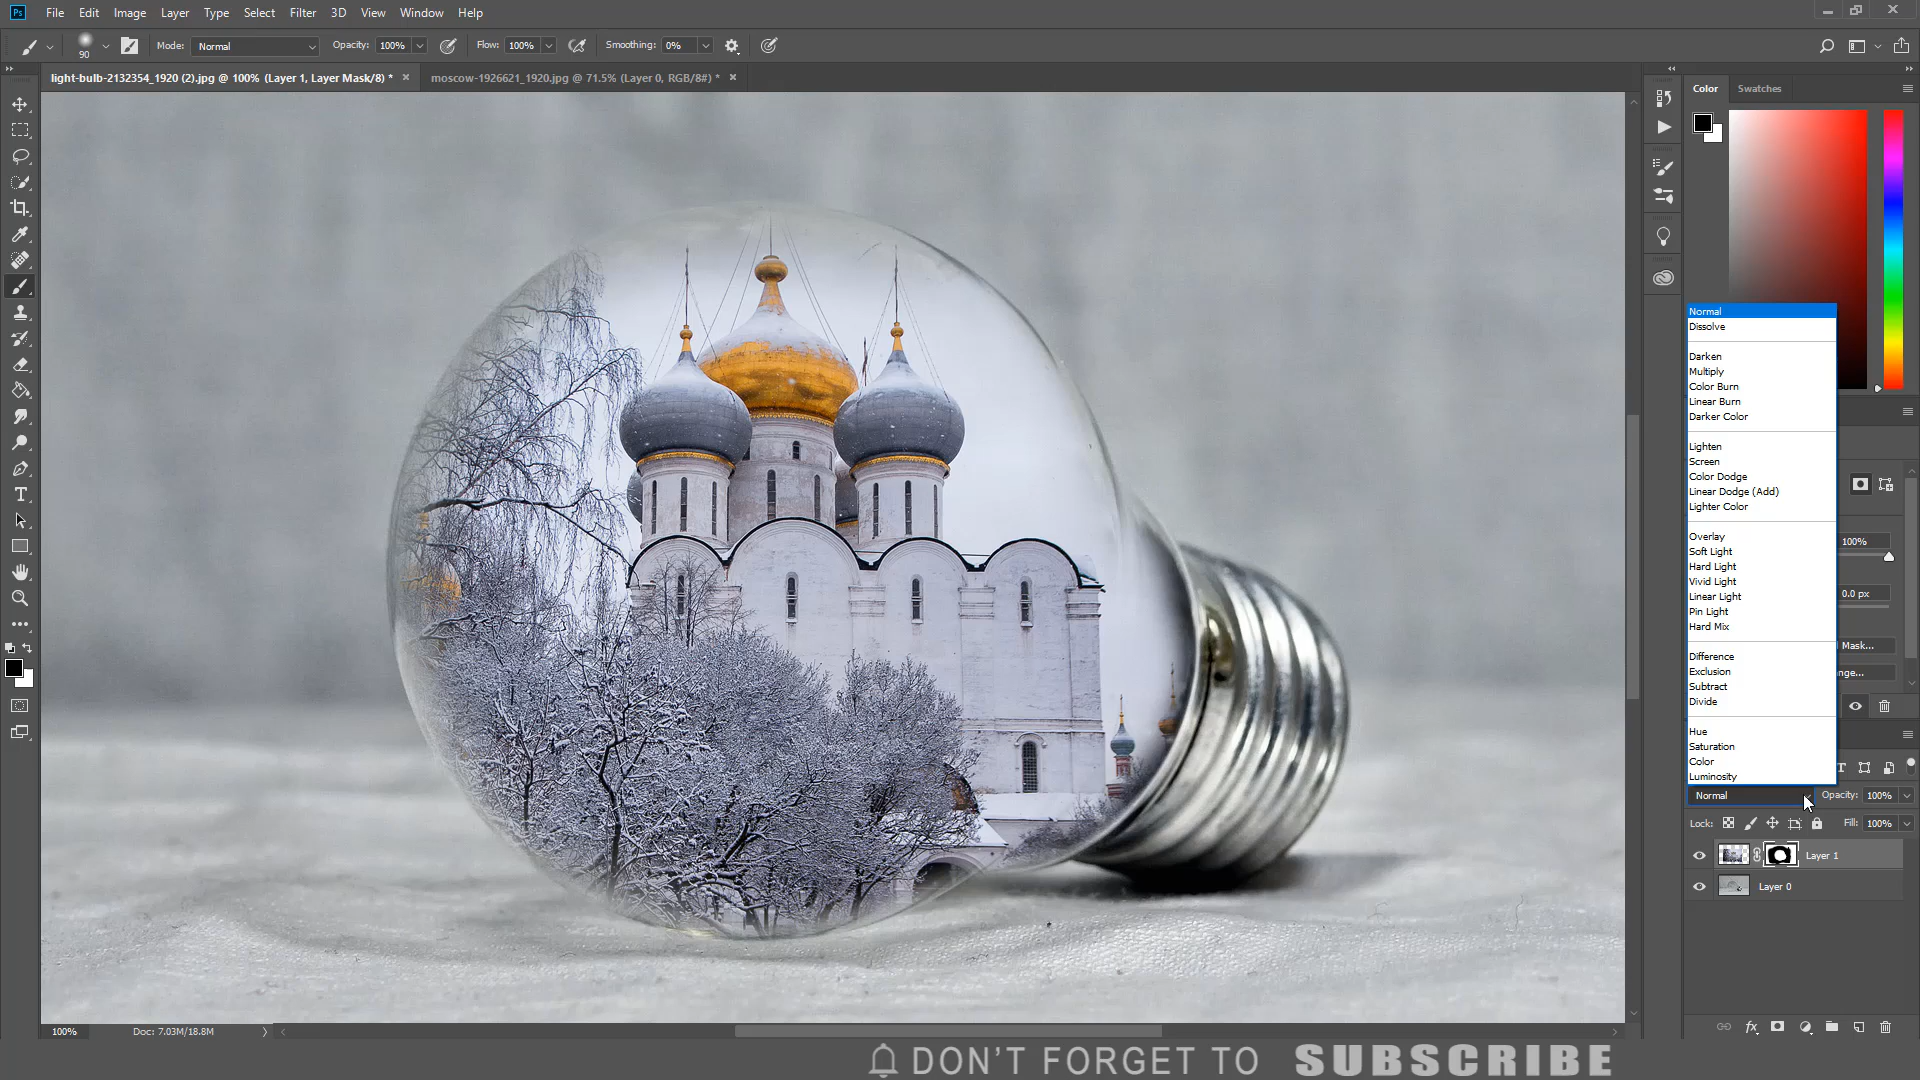 Ps File Edit Image Layer Type Select Filter 3D View Window Help
90 Mode: Normal Opacity: 100% Flow: 100% Smoothing: 0%
light-bulb-2132354_1920 (2).jpg @ 100% (Layer 1, Layer Mask/8) * × moscow-1926621_1920.jpg @ 71.5% (Layer 0, RGB/8#) * ×
Color Swatches
Normal
Dissolve
Darken
Multiply
Color Burn
Linear Burn
Darker Color
Lighten
Screen
Color Dodge
Linear Dodge (Add)
Lighter Color
Overlay
Soft Light
Hard Light
Vivid Light
Linear Light
Pin Light
Hard Mix
Difference
Exclusion
Subtract
Divide
Hue
Saturation
Color
Luminosity
100%
0.0 px
Mask...
nge...
Normal Opacity: 100%
Lock: Fill: 100%
Layer 1
Layer 0
100% Doc: 7.03M/18.8M
DON'T FORGET TO SUBSCRIBE